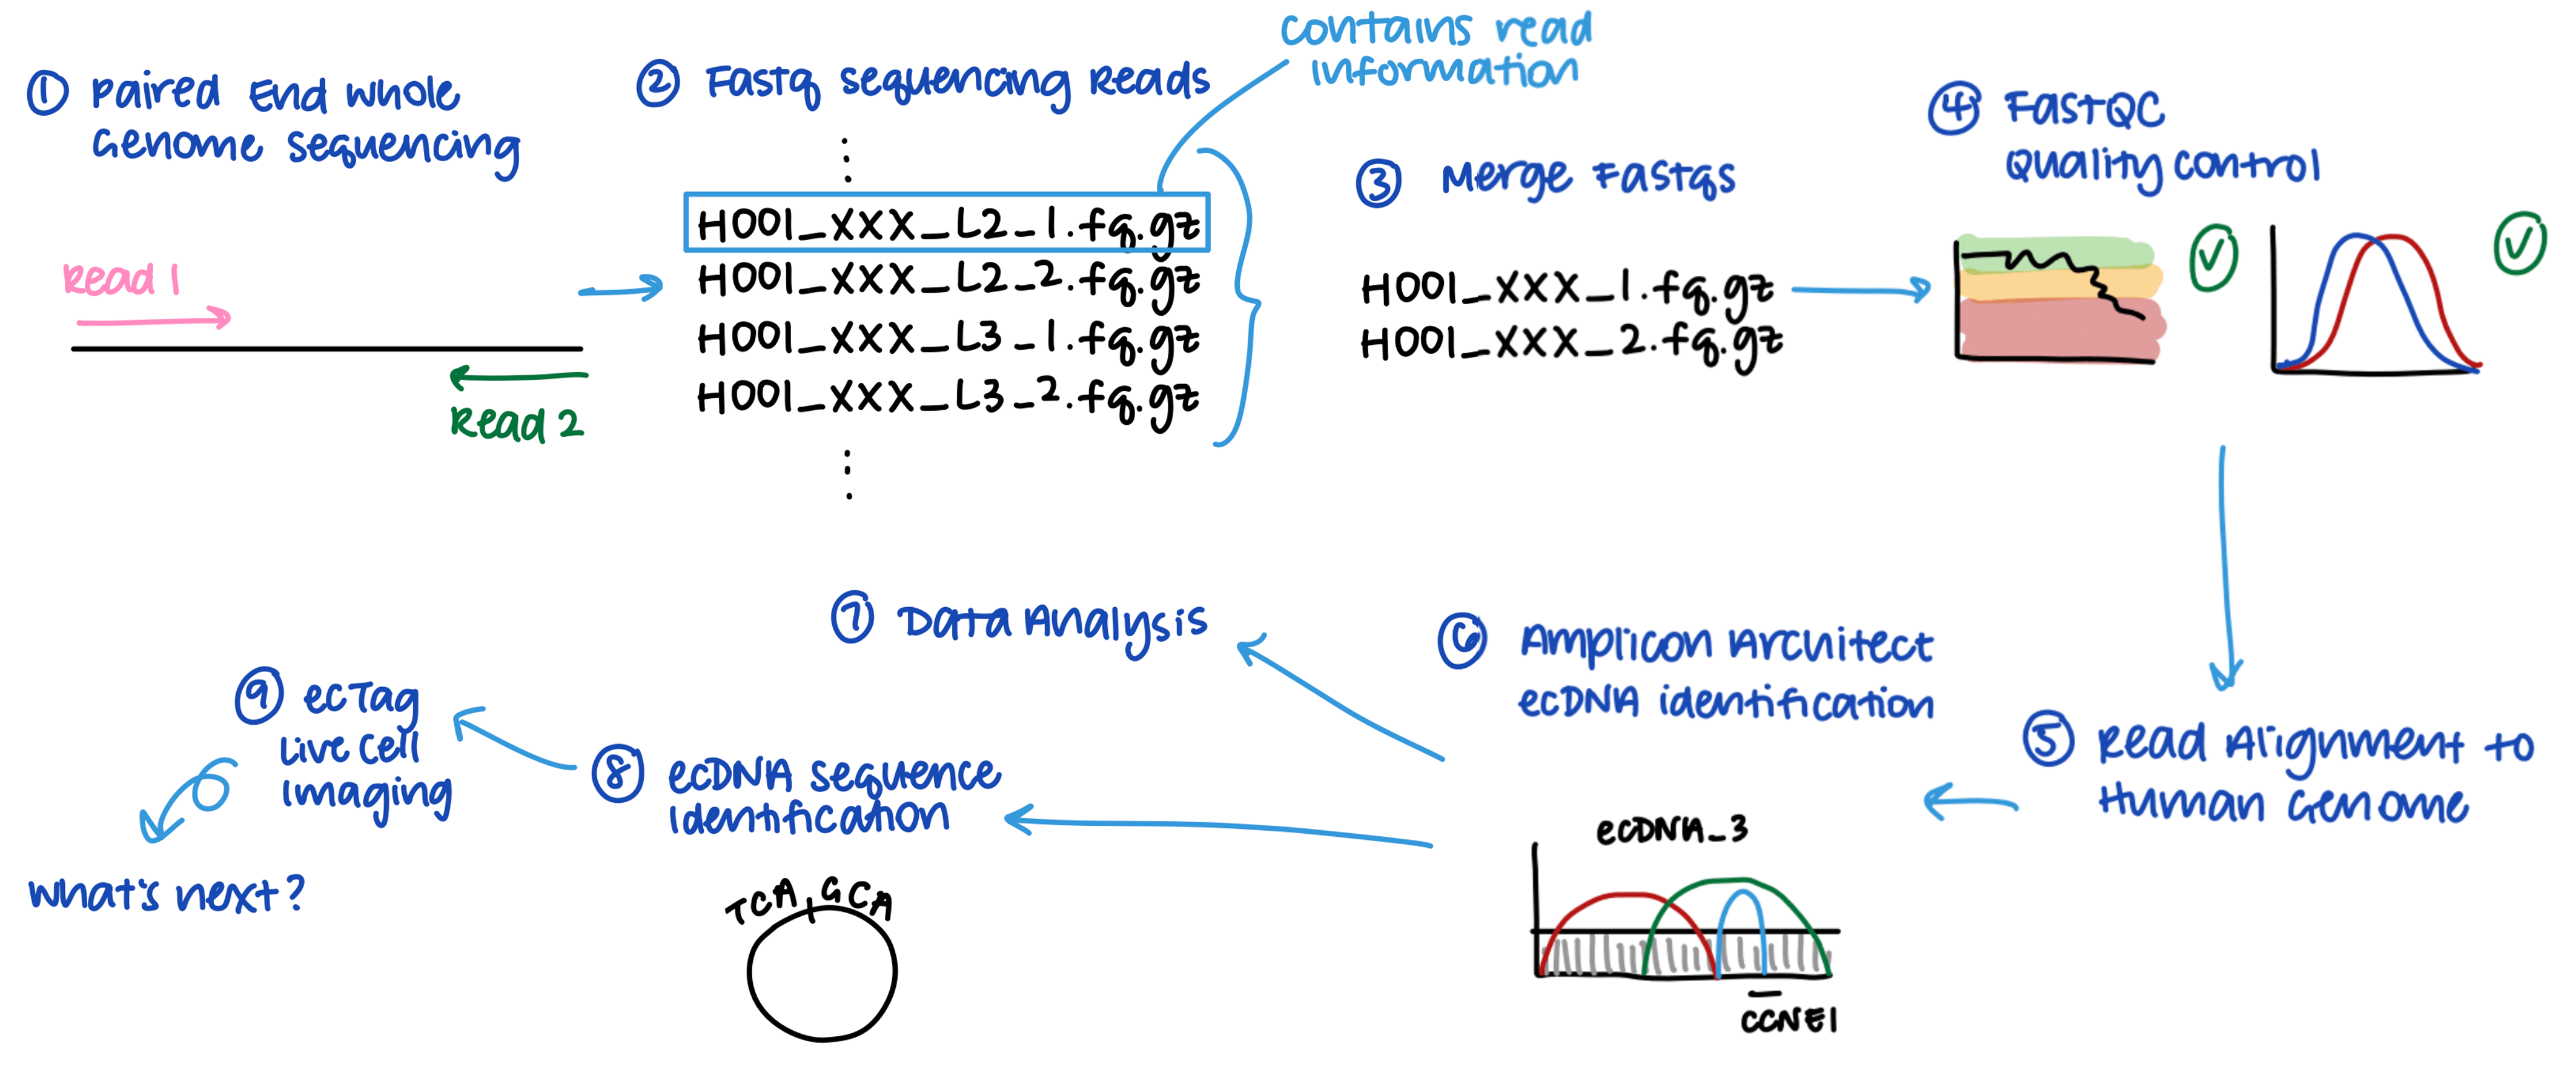 ① Paired End Whole
Genome Sequencing
Read 1
Read 2
② Fastq Sequencing Reads
contains read
information
H001_XXX_L2_1.fq.gz
H001_XXX_L2_2.fq.gz
H001_XXX_L3_1.fq.gz
H001_XXX_L3_2.fq.gz
③ Merge Fastqs
H001_XXX_1.fq.gz
H001_XXX_2.fq.gz
④ FastQC
Quality Control
⑤ Read Alignment to
Human Genome
⑥ Amplicon Architect
ecDNA identification
ecDNA_3
CCNE1
⑦ Data Analysis
⑧ ecDNA sequence
Identification
TCA GCA
⑨ ecTag
Live Cell
Imaging
What's next?